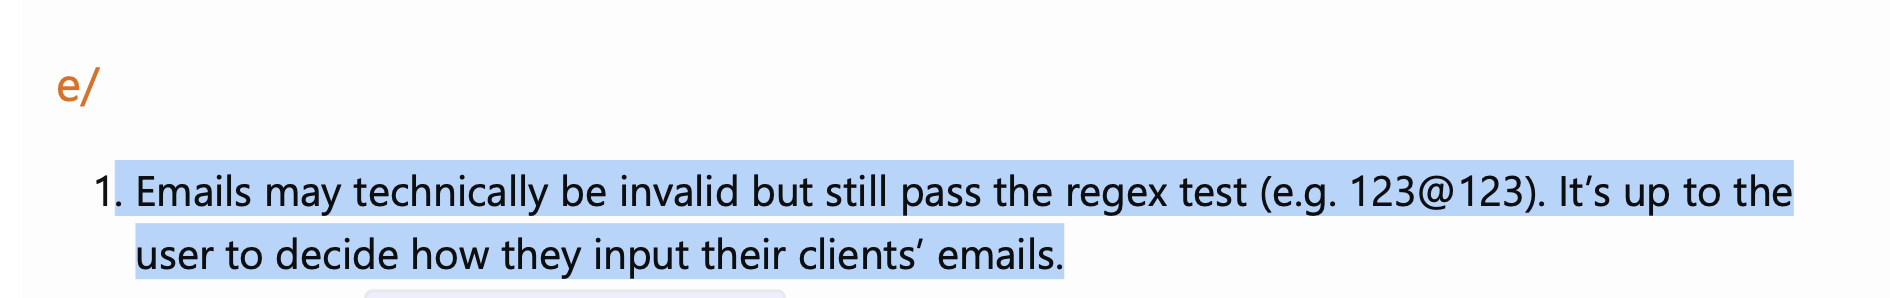 e/
1. Emails may technically be invalid but still pass the regex test (e.g. 123@123). It’s up to the
user to decide how they input their clients’ emails.